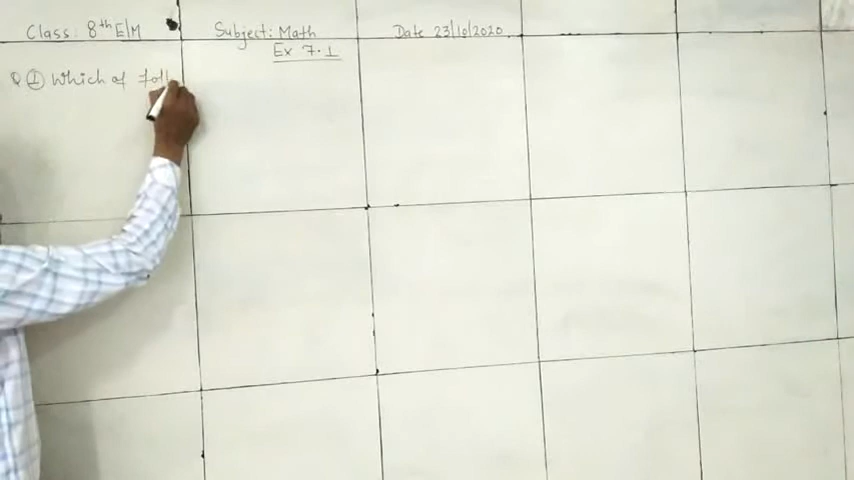 Class: 8th E/M Subject: Math Date 23/10/2020
Ex 7.1
Q ① Which of foll